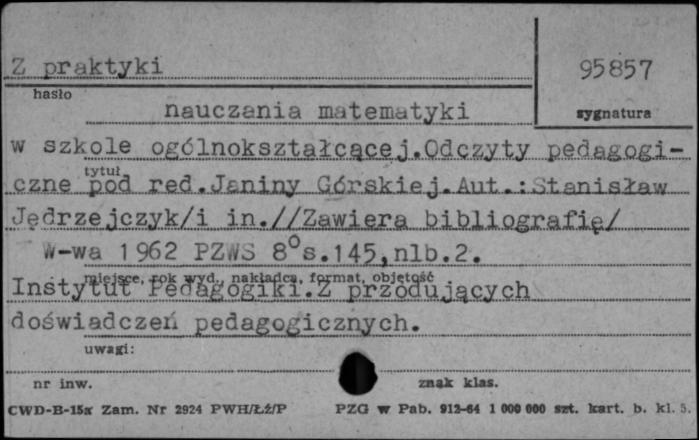 Z praktyki
95857
hasło
sygnatura
nauczania matematyki
w szkole ogólnokształcącej.Odczyty pedagogi-
tytuł
czne pod red.Janiny Górskiej.Aut.:Stanisław
Jędrzejczyk/i in.//Zawiera bibliografię/
W-wa 1962 PZWS 8°s.145,nlb.2.
miejsce, rok wyd., nakładca, format, objętość
Instytut Pedagogiki.Z przodujących
doświadczeń pedagogicznych.
uwagi:
nr inw.
znak klas.
CWD-B-15x Zam. Nr 2924 PWH/Łź/P
PZG w Pab. 912-64 1 000 000 szt. kart. b. kl. 5.